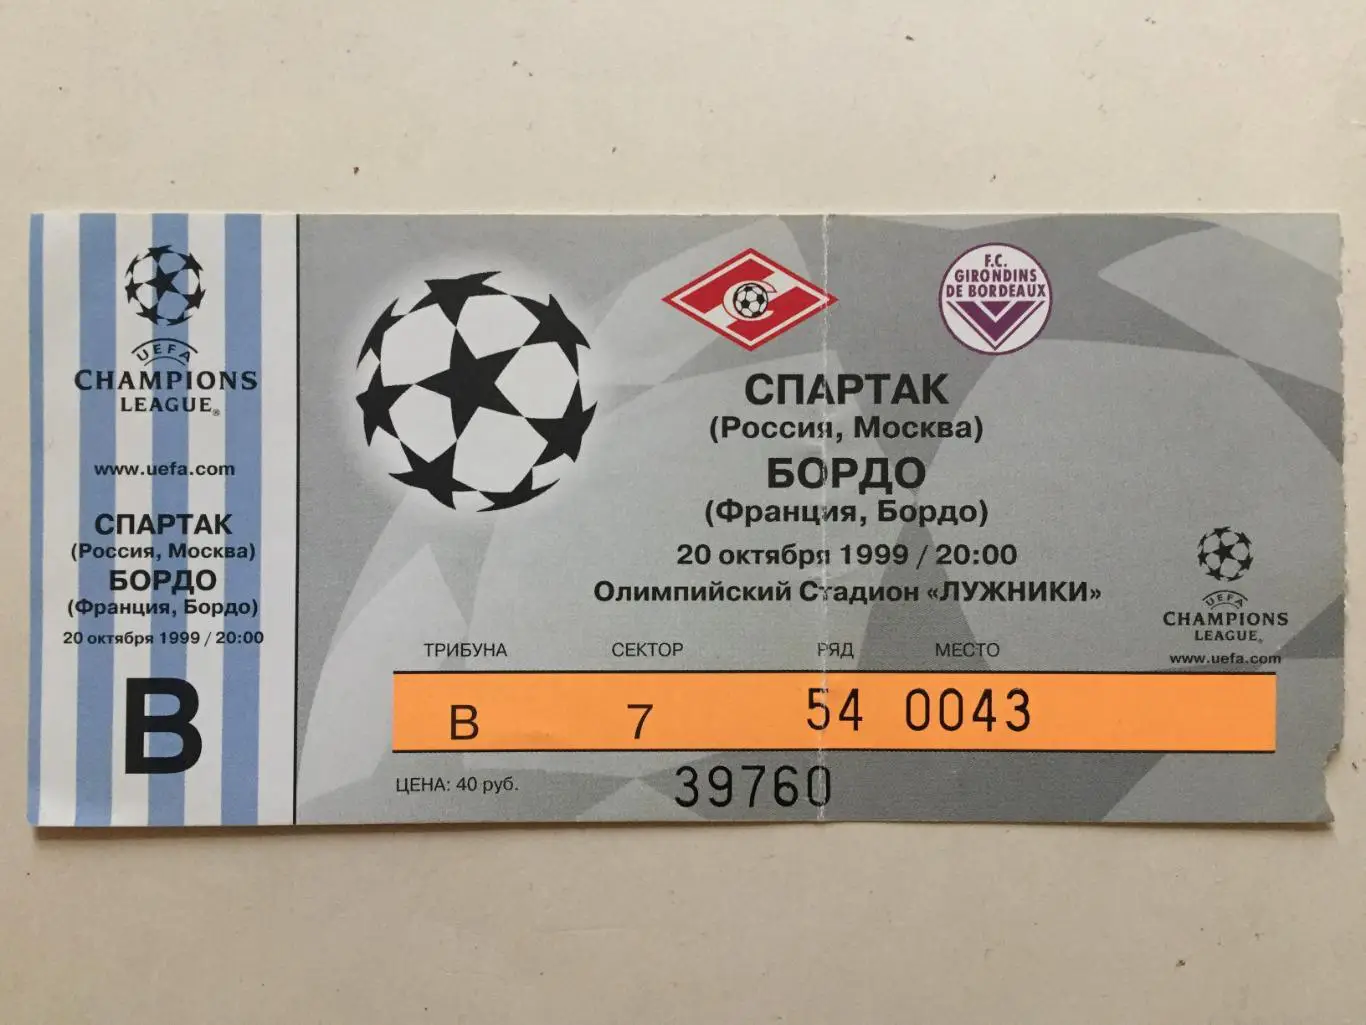 UEFA
CHAMPIONS
LEAGUE®
www.uefa.com
СПАРТАК
(Россия, Москва)
БОРДО
(Франция, Бордо)
20 октября 1999 / 20:00
В
С
F.C.
GIRONDINS
DE BORDEAUX
СПАРТАК
(Россия, Москва)
БОРДО
(Франция, Бордо)
20 октября 1999 / 20:00
Олимпийский Стадион «ЛУЖНИКИ»
UEFA
CHAMPIONS
LEAGUE®
www.uefa.com
ТРИБУНА СЕКТОР РЯД МЕСТО
В 7 54 0043
ЦЕНА: 40 руб. 39760